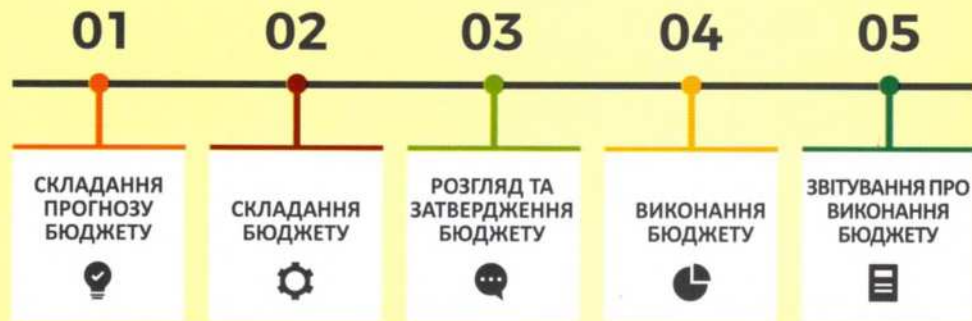 01
02
03
04
05
СКЛАДАННЯ
ПРОГНОЗУ
БЮДЖЕТУ
СКЛАДАННЯ
БЮДЖЕТУ
РОЗГЛЯД ТА
ЗАТВЕРДЖЕННЯ
БЮДЖЕТУ
ВИКОНАННЯ
БЮДЖЕТУ
ЗВІТУВАННЯ ПРО
ВИКОНАННЯ
БЮДЖЕТУ